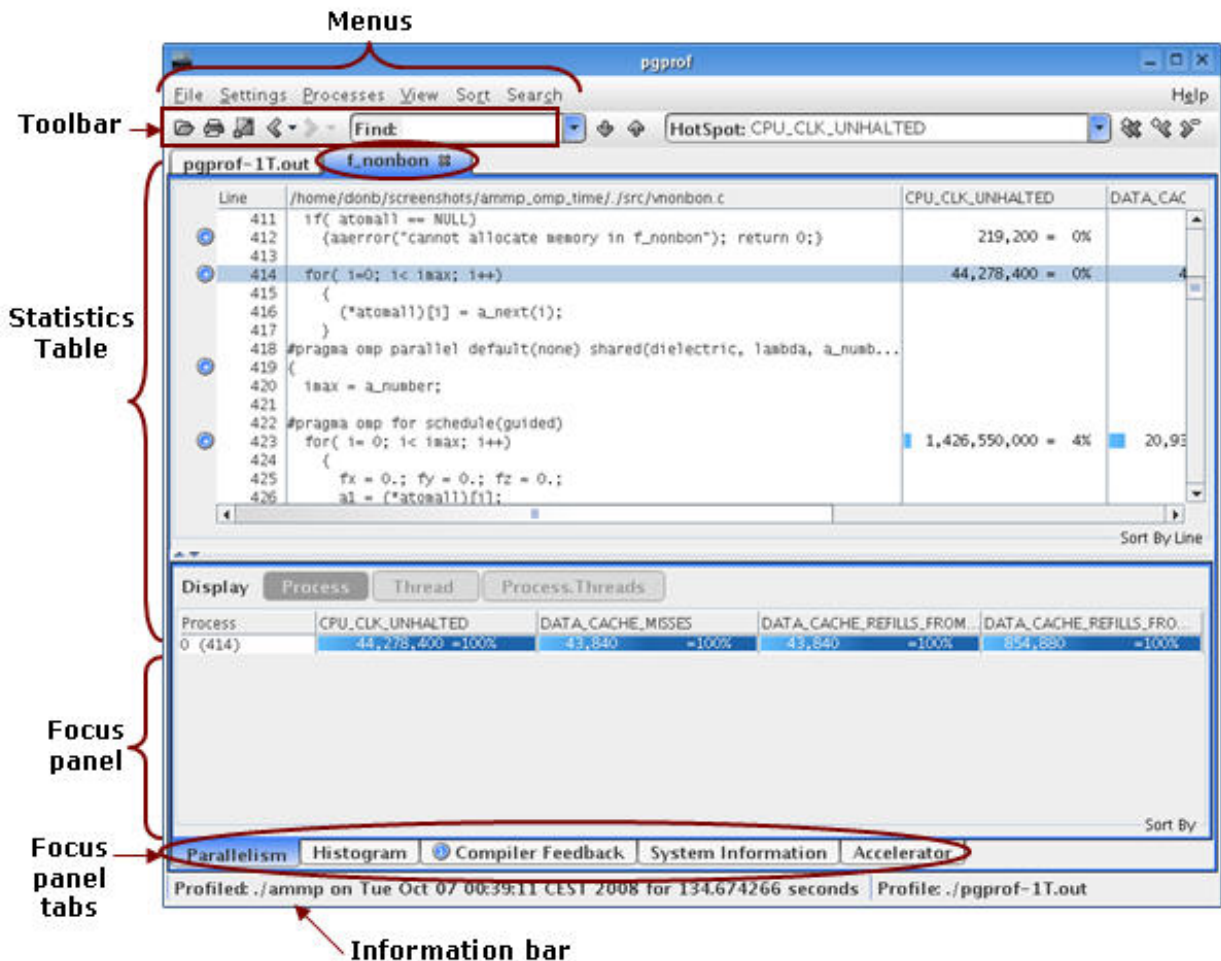 Menus
pgprof
File Settings Processes View Sort Search Help
Toolbar
Find: HotSpot: CPU_CLK_UNHALTED
pgprof-1T.out f_nonbon
Line /home/donb/screenshots/ammp_omp_time/./src/vnonbon.c CPU_CLK_UNHALTED DATA_CAC
411 if( atomall == NULL)
412 {aaerror("cannot allocate memory in f_nonbon"); return 0;} 219,200 = 0%
413
414 for( i=0; i< imax; i++) 44,278,400 = 0% 4
415 {
416 (*atomall)[i] = a_next(i);
417 }
418 #pragma omp parallel default(none) shared(dielectric, lambda, a_numb...
419 {
420 imax = a_number;
421
422 #pragma omp for schedule(guided)
423 for( i= 0; i< imax; i++) 1,426,550,000 = 4% 20,93
424 {
425 fx = 0.; fy = 0.; fz = 0.;
426 a1 = (*atomall)[i];
Statistics
Table
Sort By Line
Display Process Thread Process.Threads
Process CPU_CLK_UNHALTED DATA_CACHE_MISSES DATA_CACHE_REFILLS_FROM... DATA_CACHE_REFILLS_FRO...
0 (414) 44,278,400 =100% 43,840 =100% 43,840 =100% 854,880 =100%
Focus
panel
Sort By
Focus
panel
tabs
Parallelism Histogram Compiler Feedback System Information Accelerator
Profiled: ./ammp on Tue Oct 07 00:39:11 CEST 2008 for 134.674266 seconds Profile: ./pgprof-1T.out
Information bar